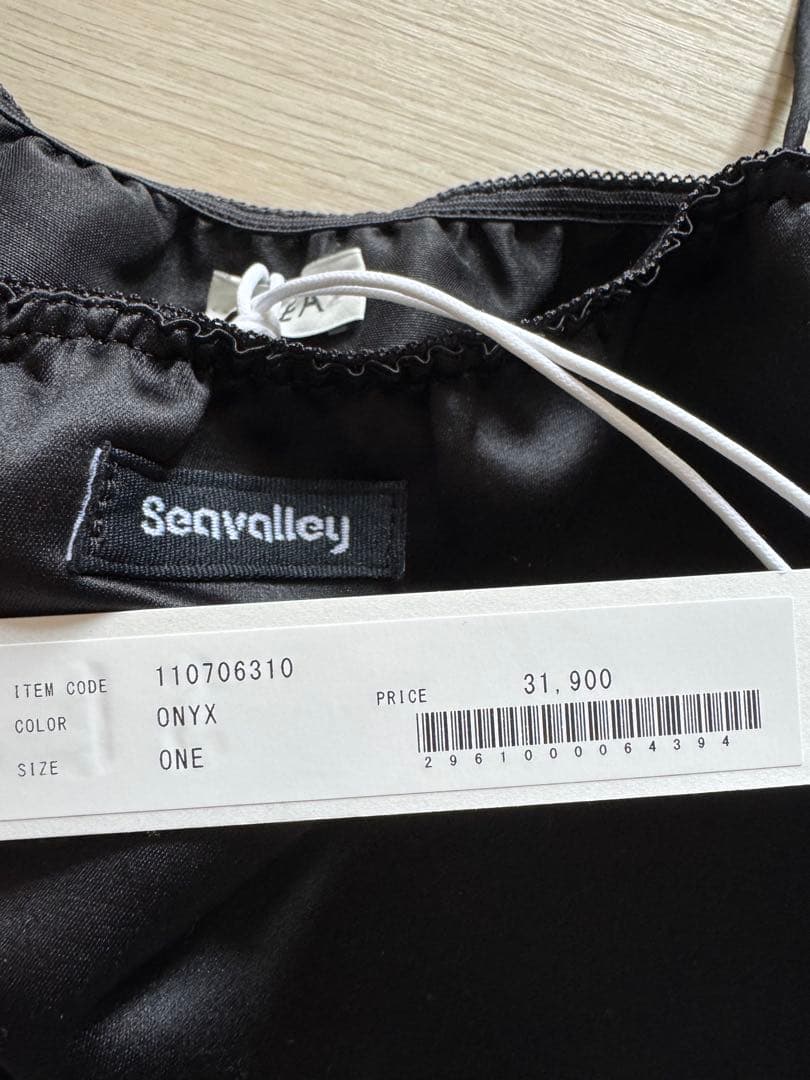 Seavalley
ITEM CODE 110706310
COLOR ONYX
SIZE ONE
PRICE 31,900
2961000064394